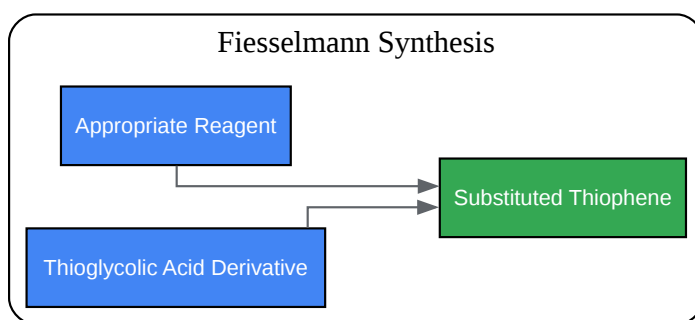 Fiesselmann Synthesis
Appropriate Reagent
Substituted Thiophene
Thioglycolic Acid Derivative